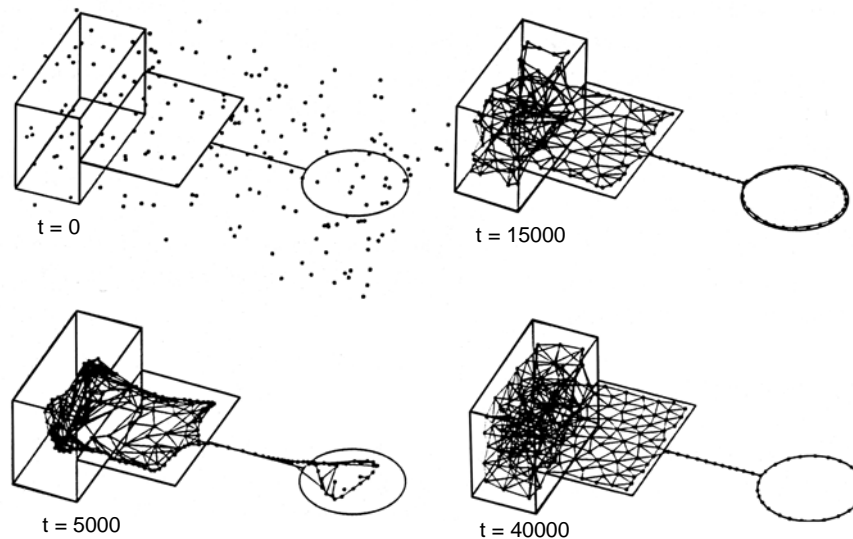 t = 0
t = 15000
t = 5000
t = 40000